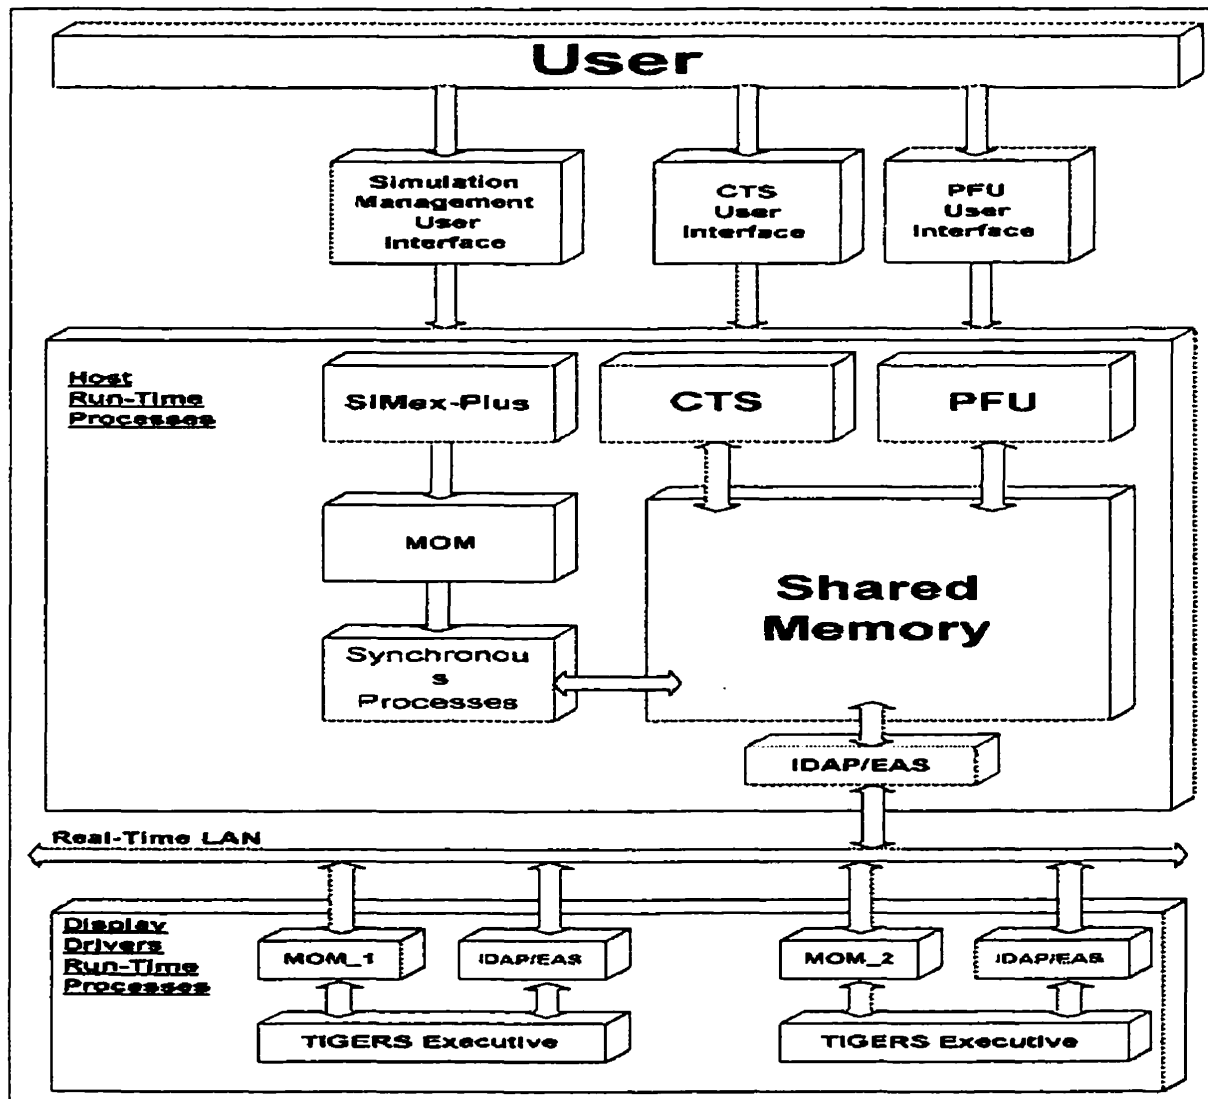 User
Simulation
Management
User
Interface
CTS
User
Interface
PFU
User
Interface
Host
Run-Time
Processes
SIMex-Plus
CTS
PFU
MOM
Shared
Memory
Synchronou
s
Processes
IDAP/EAS
Real-Time LAN
Display
Drivers
Run-Time
Processes
MOM_1
IDAP/EAS
MOM_2
IDAP/EAS
TIGERS Executive
TIGERS Executive